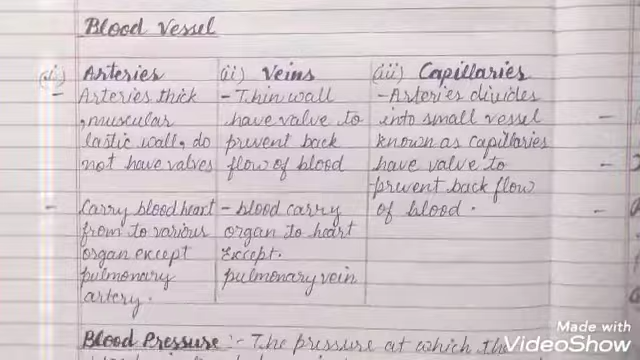 Blood Vessel
(i) Arteries (ii) Veins (iii) Capillaries
- Arteries thick - Thin wall - Arteries divides
, muscular have valve to into small vessel -
lastic wall, do prevent back known as capillaries
not have valves flow of blood have valve to -
prevent back flow
- Carry blood heart - blood carry of blood. -
from to various organ to heart
organ except Except.
pulmonary pulmonary vein
artery.
Blood Pressure :- The pressure at which the
Made with
VideoShow